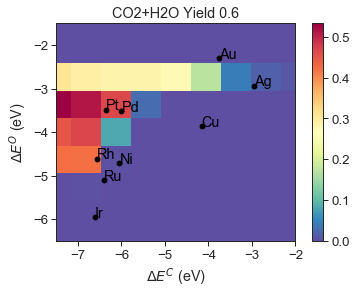 CO2+H2O Yield 0.6
ΔE^O (eV)
−2
−3
−4
−5
−6
Au
Ag
Pt
Pd
Cu
Rh
Ni
Ru
Ir
−7
−6
−5
−4
−3
−2
ΔE^C (eV)
0.5
0.4
0.3
0.2
0.1
0.0